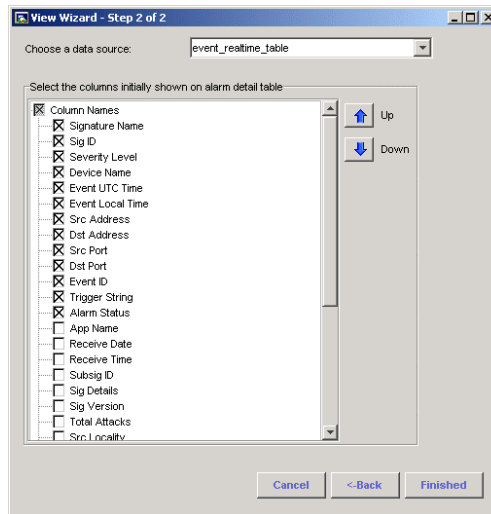 View Wizard - Step 2 of 2
Choose a data source: event_realtime_table
Select the columns initially shown on alarm detail table
Column Names
Signature Name
Sig ID
Severity Level
Device Name
Event UTC Time
Event Local Time
Src Address
Dst Address
Src Port
Dst Port
Event ID
Trigger String
Alarm Status
App Name
Receive Date
Receive Time
Subsig ID
Sig Details
Sig Version
Total Attacks
Src Locality
Up
Down
Cancel <-Back Finished